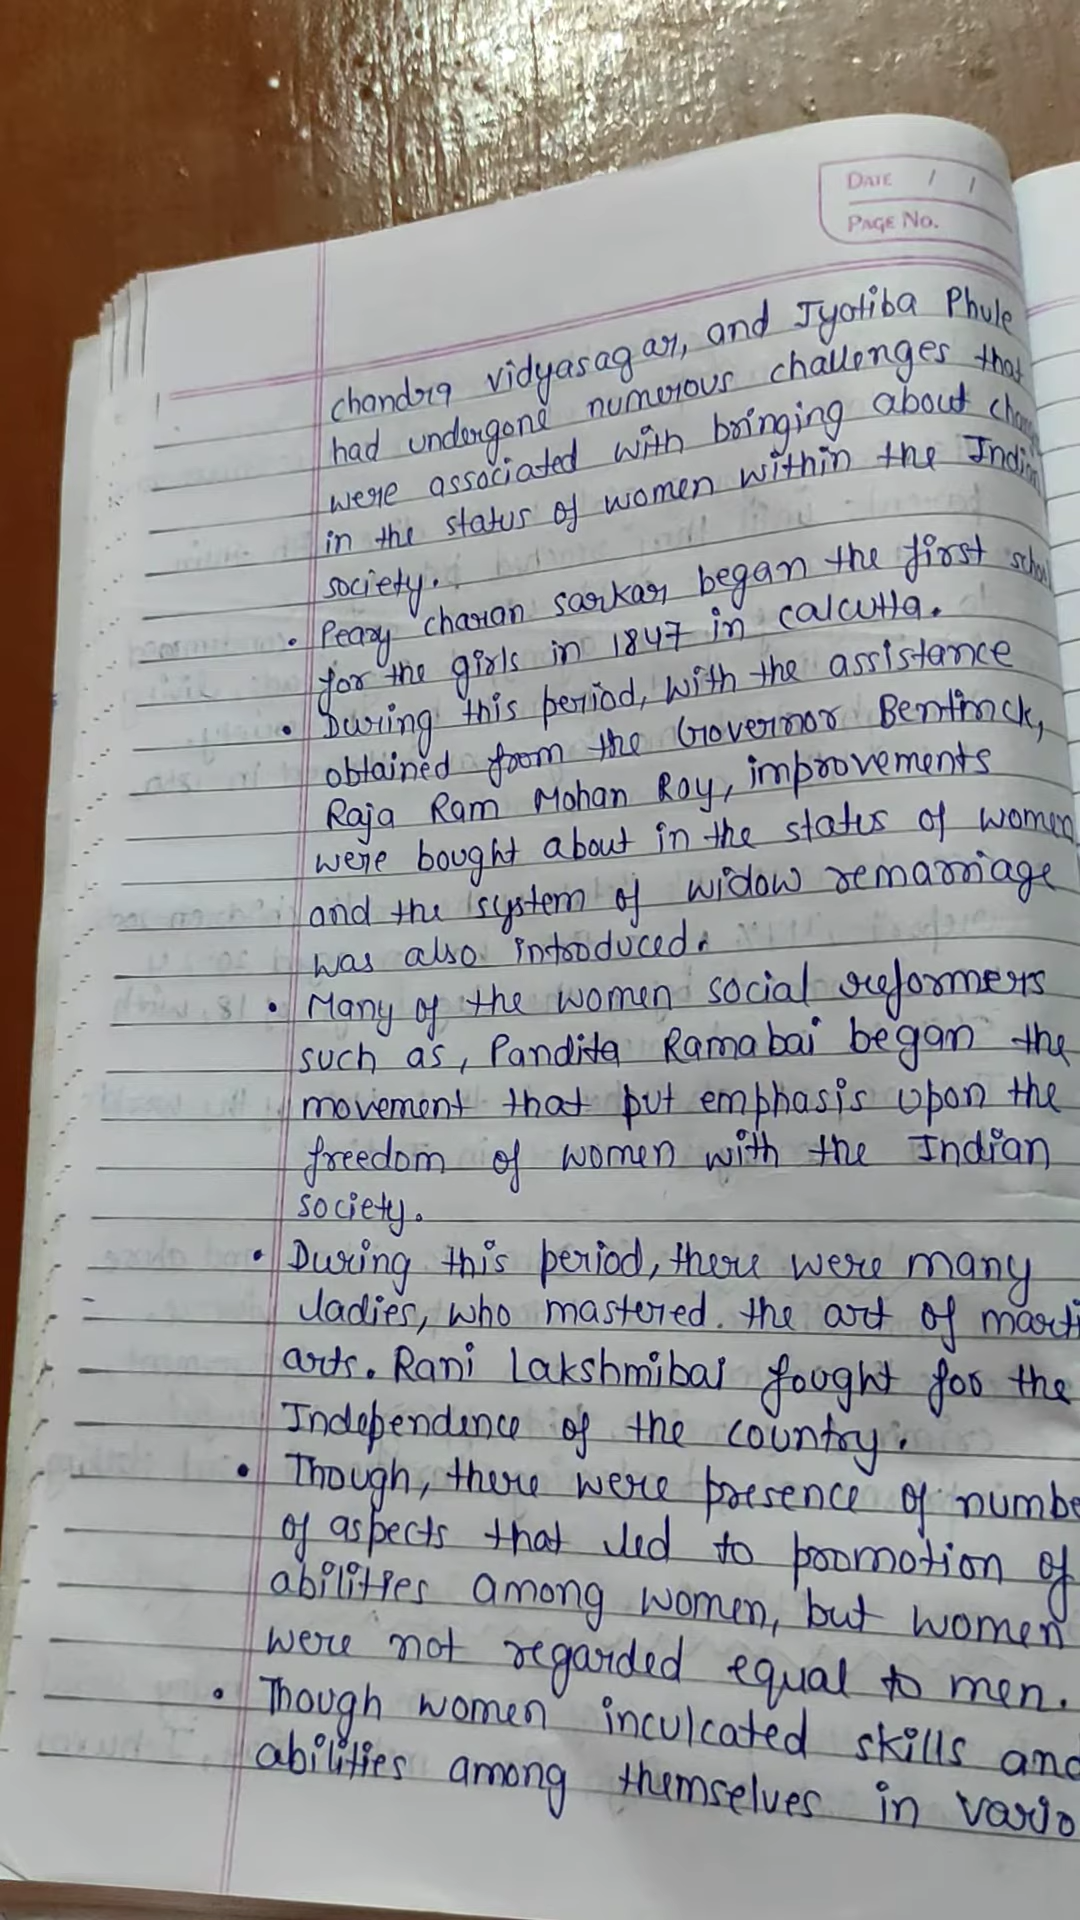 DATE / /
PAGE No.
chandra vidyasagar, and Jyotiba Phule
had undergone numerous challenges that
were associated with bringing about
in the status of women within the
society.
• Peary charan sarkar began the first
for the girls in 1847 in calcutta.
• During this period, with the assistance
obtained from the Governor Bentinck,
Raja Ram Mohan Roy, improvements
were bought about in the status of women
and the system of widow remarriage
was also introduced.
• Many of the women social reformers
such as, Pandita Ramabai began the
movement that put emphasis upon the
freedom of women with the Indian
society.
• During this period, there were many
ladies, who mastered. the art of marti
arts. Rani Lakshmibai fought for the
Independence of the country.
• Though, there were presence of numbe
of aspects that led to promotion of
abilities among women, but women
were not regarded equal to men.
• Though women inculcated skills and
abilities among themselves in vario